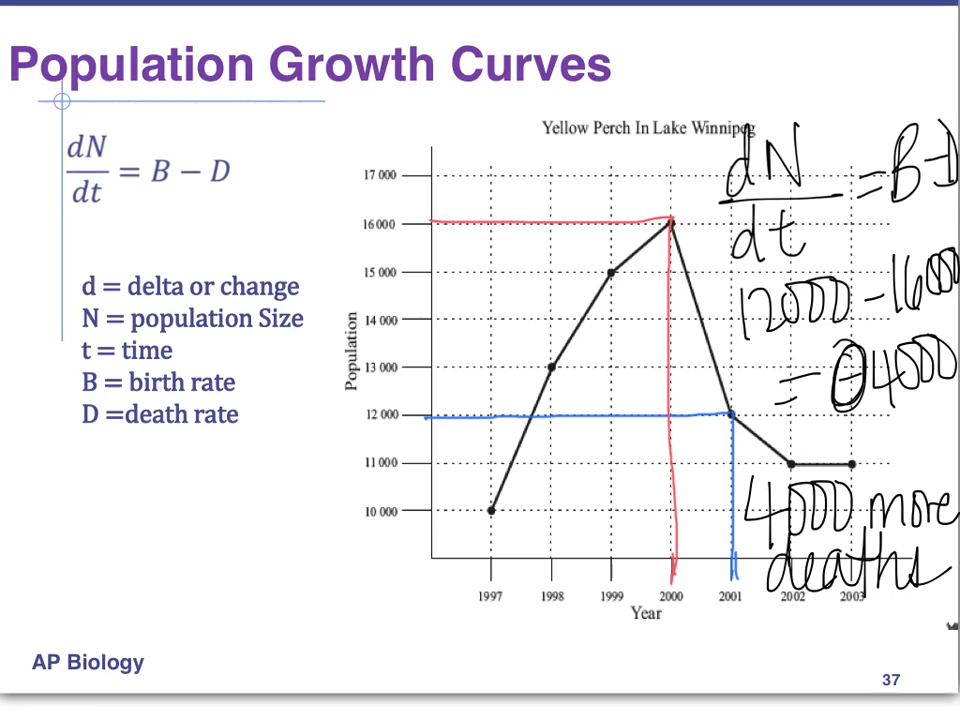 Population Growth Curves
dN
dt
= B − D
d = delta or change
N = population Size
t = time
B = birth rate
D =death rate
Yellow Perch In Lake Winnipeg
17 000
16 000
15 000
14 000
13 000
12 000
11 000
10 000
Population
1997 1998 1999 2000 2001 2002 2003
Year
dN
dt
= B-D
12000 - 16000
= -4000
4000 more
deaths
AP Biology
37